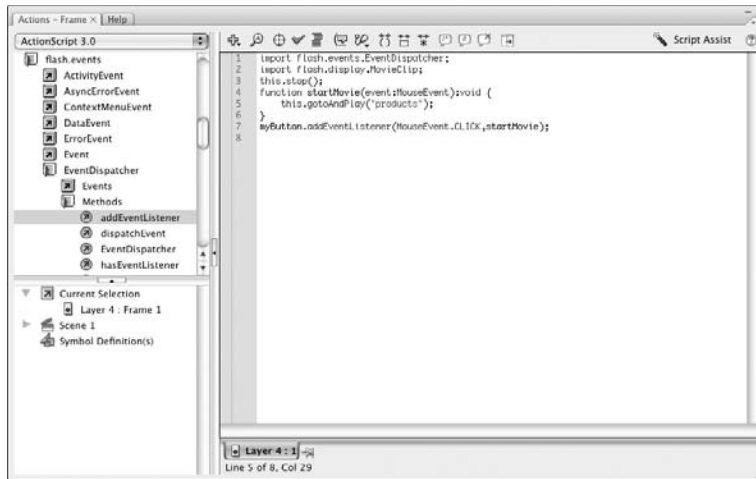 Actions – Frame × Help
ActionScript 3.0
flash.events
ActivityEvent
AsyncErrorEvent
ContextMenuEvent
DataEvent
ErrorEvent
Event
EventDispatcher
Events
Methods
addEventListener
dispatchEvent
EventDispatcher
hasEventListener
Current Selection
Layer 4 : Frame 1
Scene 1
Symbol Definition(s)
Script Assist
1 import flash.events.EventDispatcher;
2 import flash.display.MovieClip;
3 this.stop();
4 function startMovie(event:MouseEvent):void {
5 this.gotoAndPlay("products");
6 }
7 myButton.addEventListener(MouseEvent.CLICK,startMovie);
8
Layer 4 : 1
Line 5 of 8, Col 29